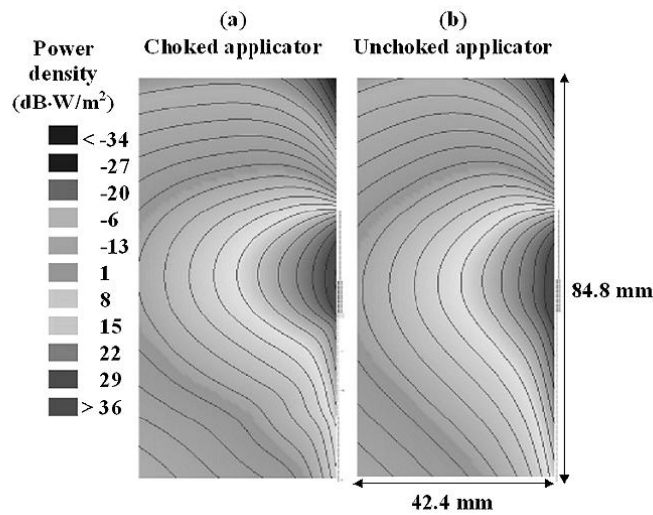 (a)
Choked applicator
(b)
Unchoked applicator
Power
density
(dB·W/m²)
< -34
-27
-20
-6
-13
1
8
15
22
29
> 36
84.8 mm
42.4 mm